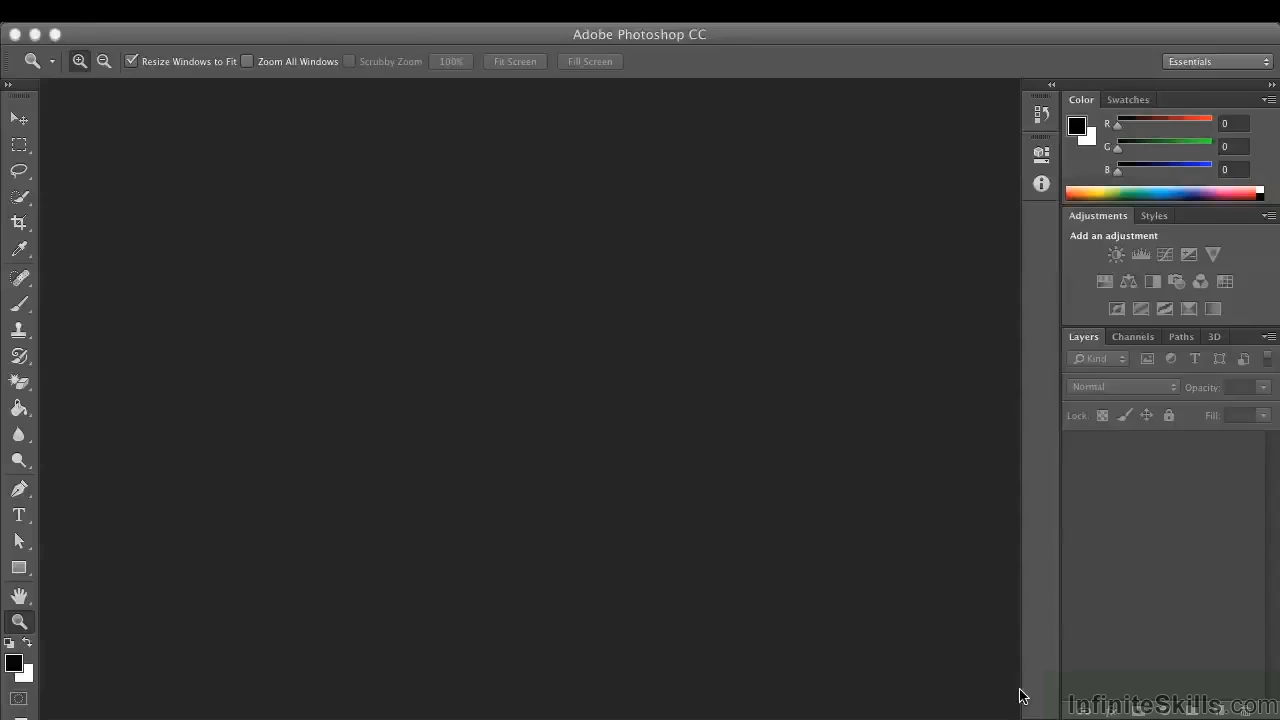 Adobe Photoshop CC
Resize Windows to Fit Zoom All Windows Scrubby Zoom 100% Fit Screen Fill Screen Essentials
Color Swatches
R 0
G 0
B 0
Adjustments Styles
Add an adjustment
Layers Channels Paths 3D
Kind T
Normal Opacity:
Lock: Fill:
T
InfiniteSkills.com